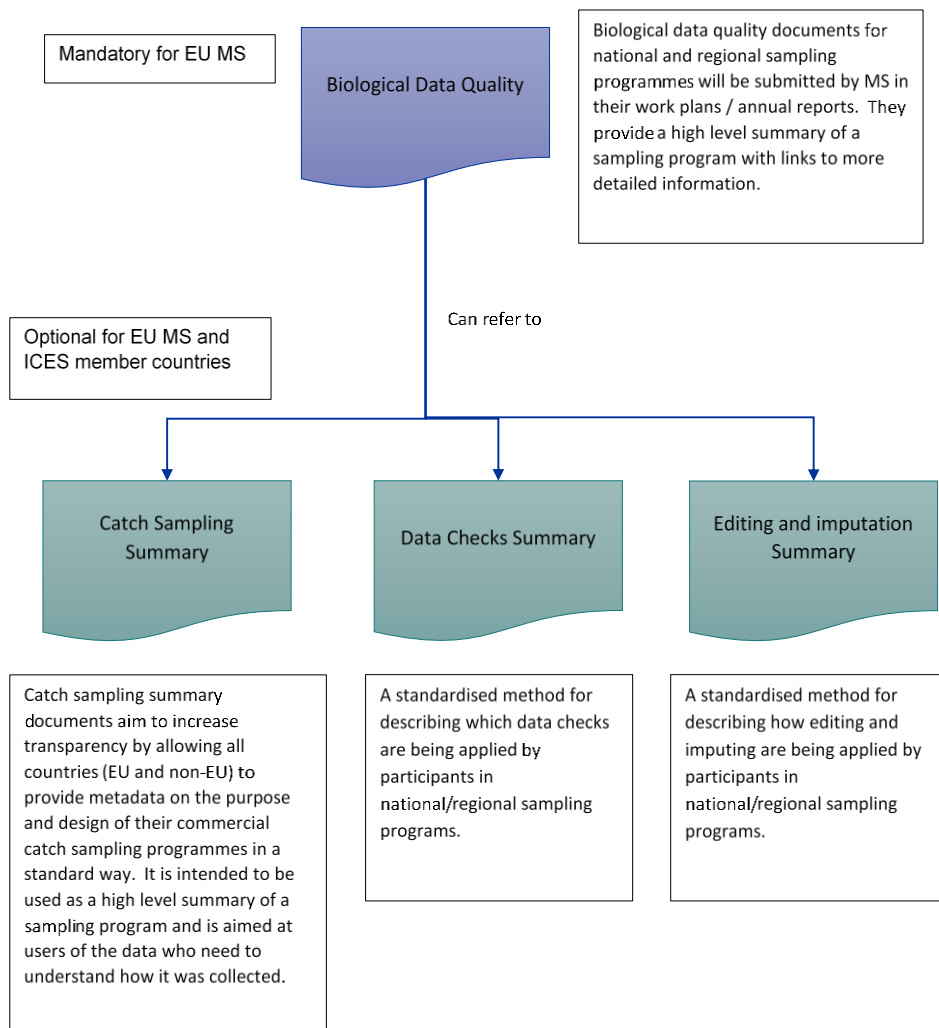 Mandatory for EU MS
Biological Data Quality
Biological data quality documents for
national and regional sampling
programmes will be submitted by MS in
their work plans / annual reports.  They
provide a high level summary of a
sampling program with links to more
detailed information.
Can refer to
Optional for EU MS and
ICES member countries
Catch Sampling
Summary
Data Checks Summary
Editing and imputation
Summary
Catch sampling summary
documents aim to increase
transparency by allowing all
countries (EU and non-EU) to
provide metadata on the purpose
and design of their commercial
catch sampling programmes in a
standard way.  It is intended to be
used as a high level summary of a
sampling program and is aimed at
users of the data who need to
understand how it was collected.
A standardised method for
describing which data checks
are being applied by
participants in
national/regional sampling
programs.
A standardised method for
describing how editing and
imputing are being applied by
participants in
national/regional sampling
programs.